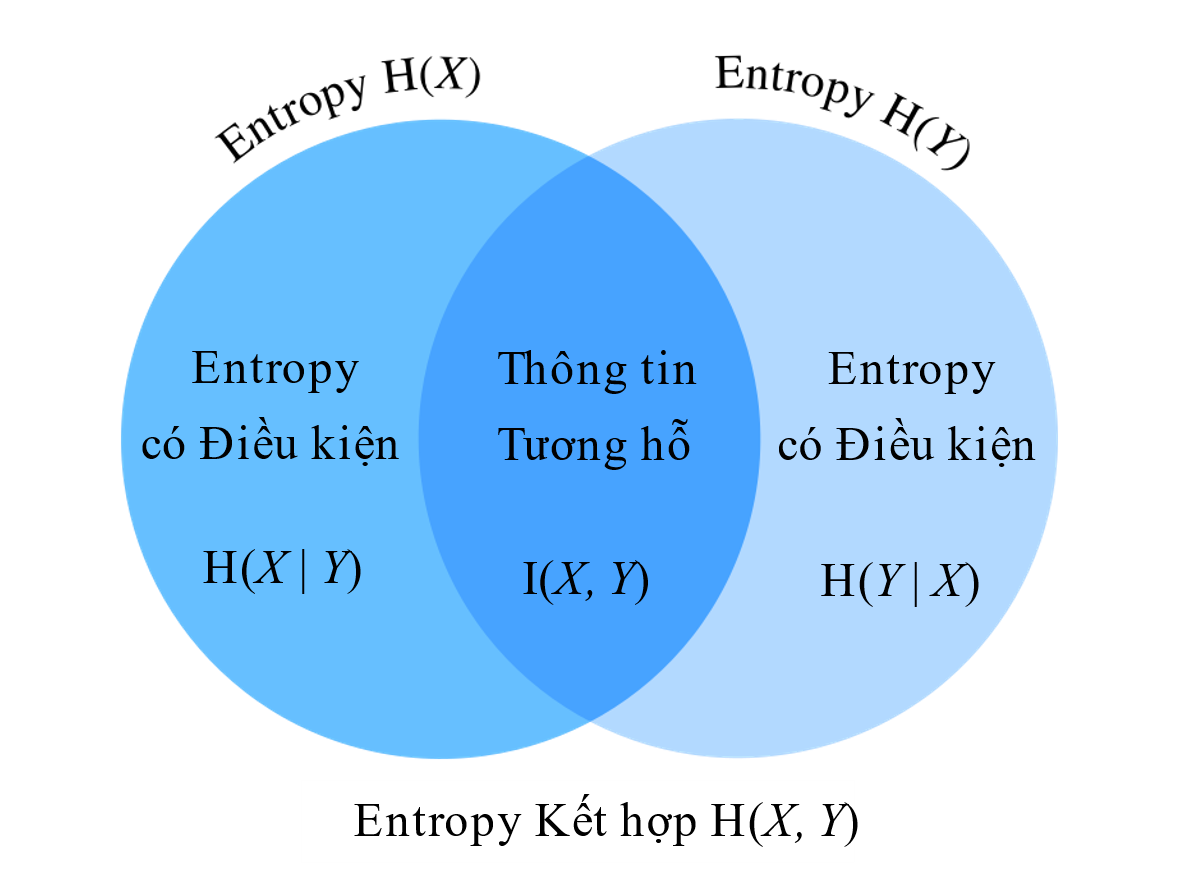 Entropy H(X)
Entropy H(Y)
Entropy
có Điều kiện
H(X | Y)
Thông tin
Tương hỗ
I(X, Y)
Entropy
có Điều kiện
H(Y | X)
Entropy Kết hợp H(X, Y)